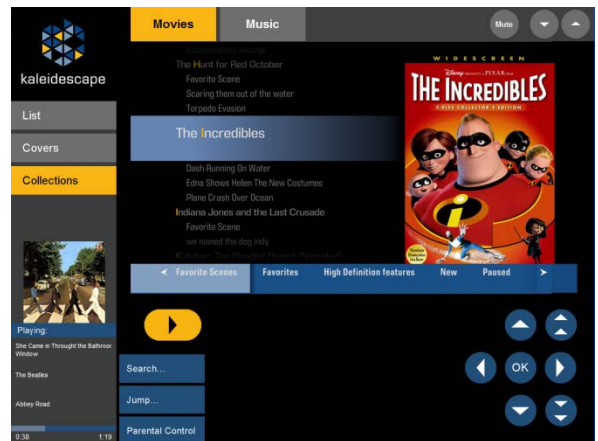 Movies
Music
Mute
kaleidescape
List
Covers
Collections
Playing:
She Came in Throught the Bathroor
Window
The Beatles
Abbey Road
0:38
1:19
The Hunt for Red October
Favorite Scene
Scaring them out of the water
Torpedo Evasion
The Incredibles
Dash Running On Water
Edna Shows Helen The New Costumes
Plane Crash Over Ocean
Indiana Jones and the Last Crusade
Favorite Scene
we named the dog indy
WIDESCREEN
Disney PIXAR
THE INCREDIBLES
2-DISC COLLECTOR'S EDITION
Favorite Scenes
Favorites
High Definition features
New
Paused
Search...
Jump...
Parental Control
OK